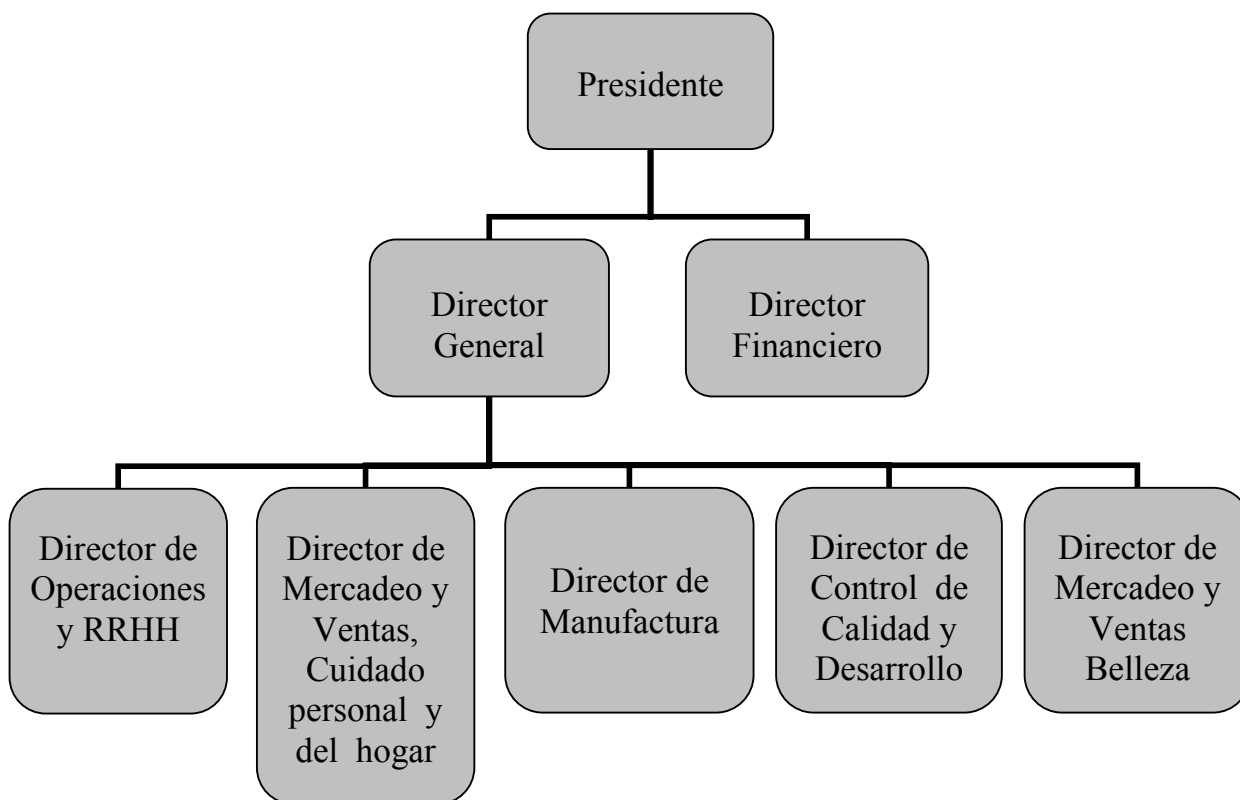 Presidente
Director
General
Director
Financiero
Director de
Operaciones
y RRHH
Director de
Mercadeo y
Ventas,
Cuidado
personal y
del hogar
Director de
Manufactura
Director de
Control de
Calidad y
Desarrollo
Director de
Mercadeo y
Ventas
Belleza